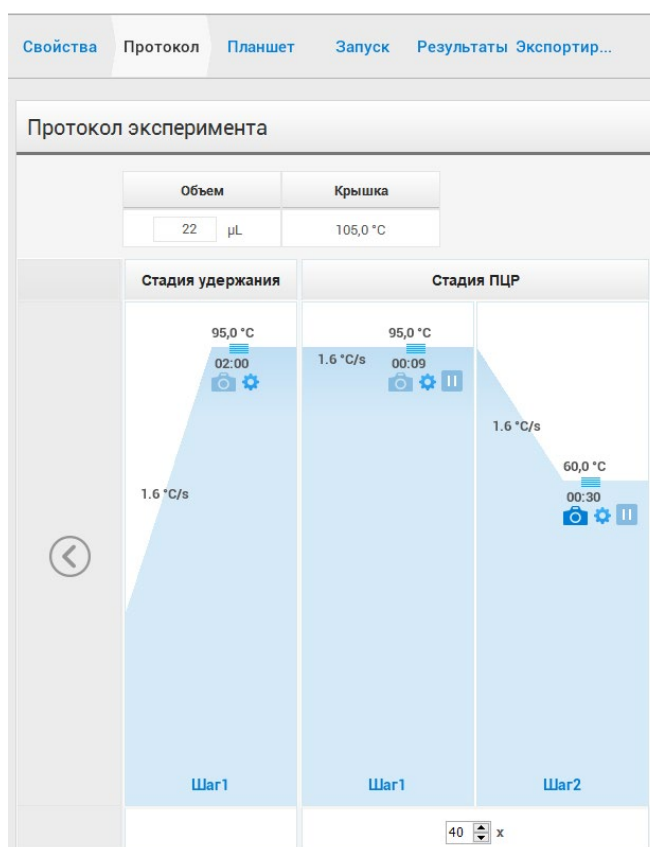 Свойства Протокол Планшет Запуск Результаты Экспортир...
Протокол эксперимента
Объем Крышка
22 µL 105,0 °C
Стадия удержания Стадия ПЦР
95,0 °C 95,0 °C
02:00 1.6 °C/s 00:09
1.6 °C/s
60,0 °C
1.6 °C/s 00:30
Шаг1 Шаг1 Шаг2
40 x